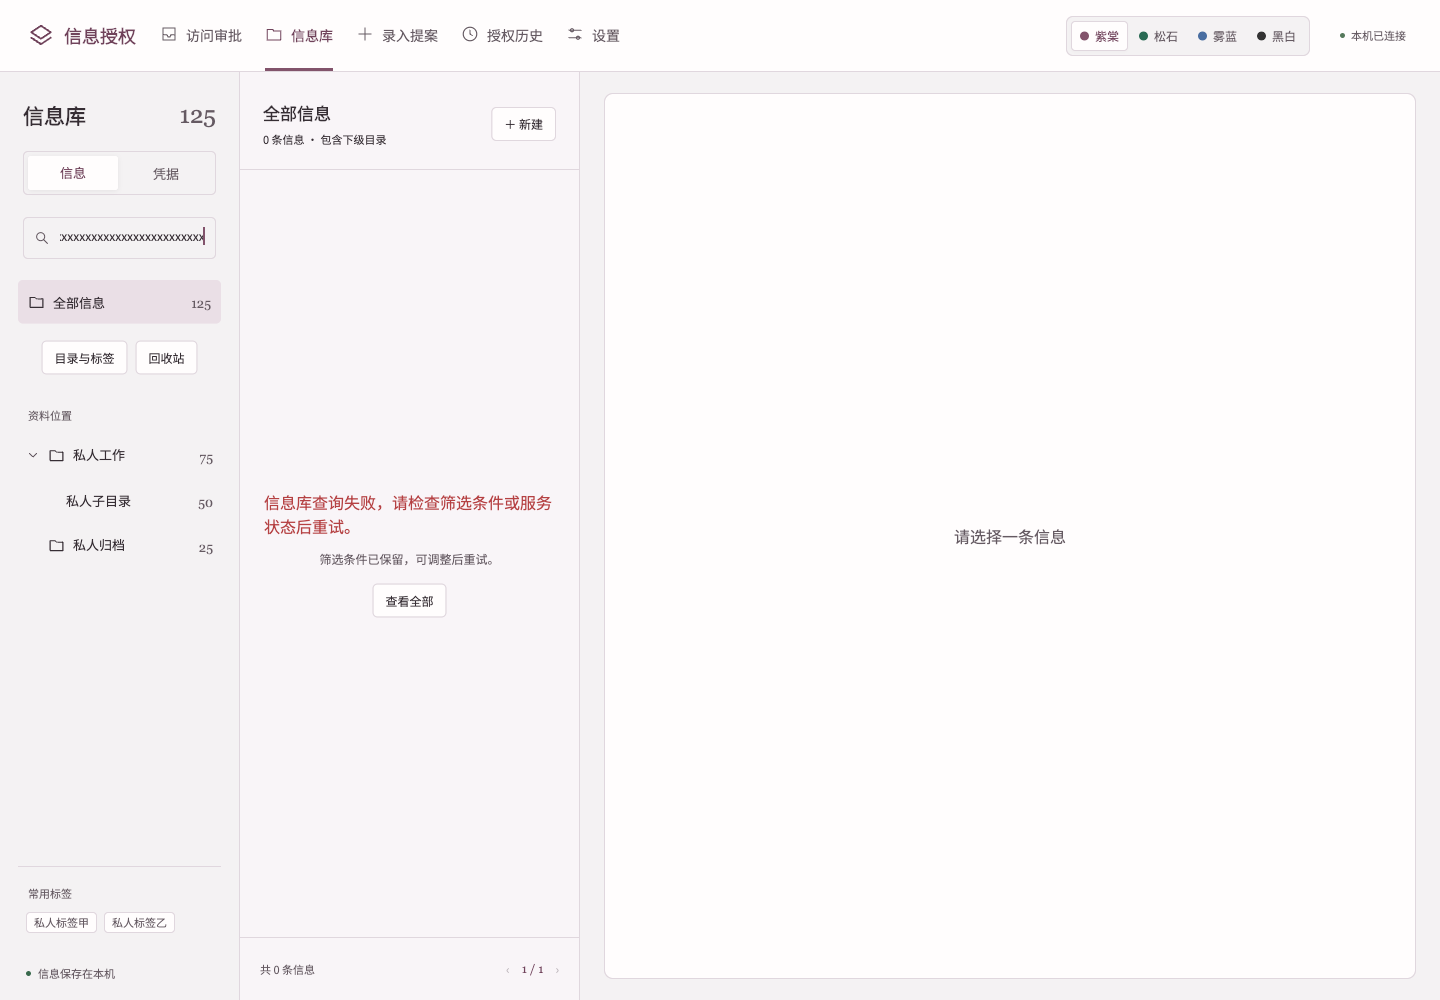 信息授权
访问审批
信息库
录入提案
授权历史
设置
紫棠
松石
雾蓝
黑白
本机已连接
信息库 125
信息
凭据
全部信息 125
目录与标签
回收站
资料位置
私人工作 75
私人子目录 50
私人归档 25
常用标签
私人标签甲
私人标签乙
信息保存在本机
全部信息
0 条信息 · 包含下级目录
+ 新建
信息库查询失败，请检查筛选条件或服务
状态后重试。
筛选条件已保留，可调整后重试。
查看全部
共 0 条信息
‹ 1 / 1 ›
请选择一条信息